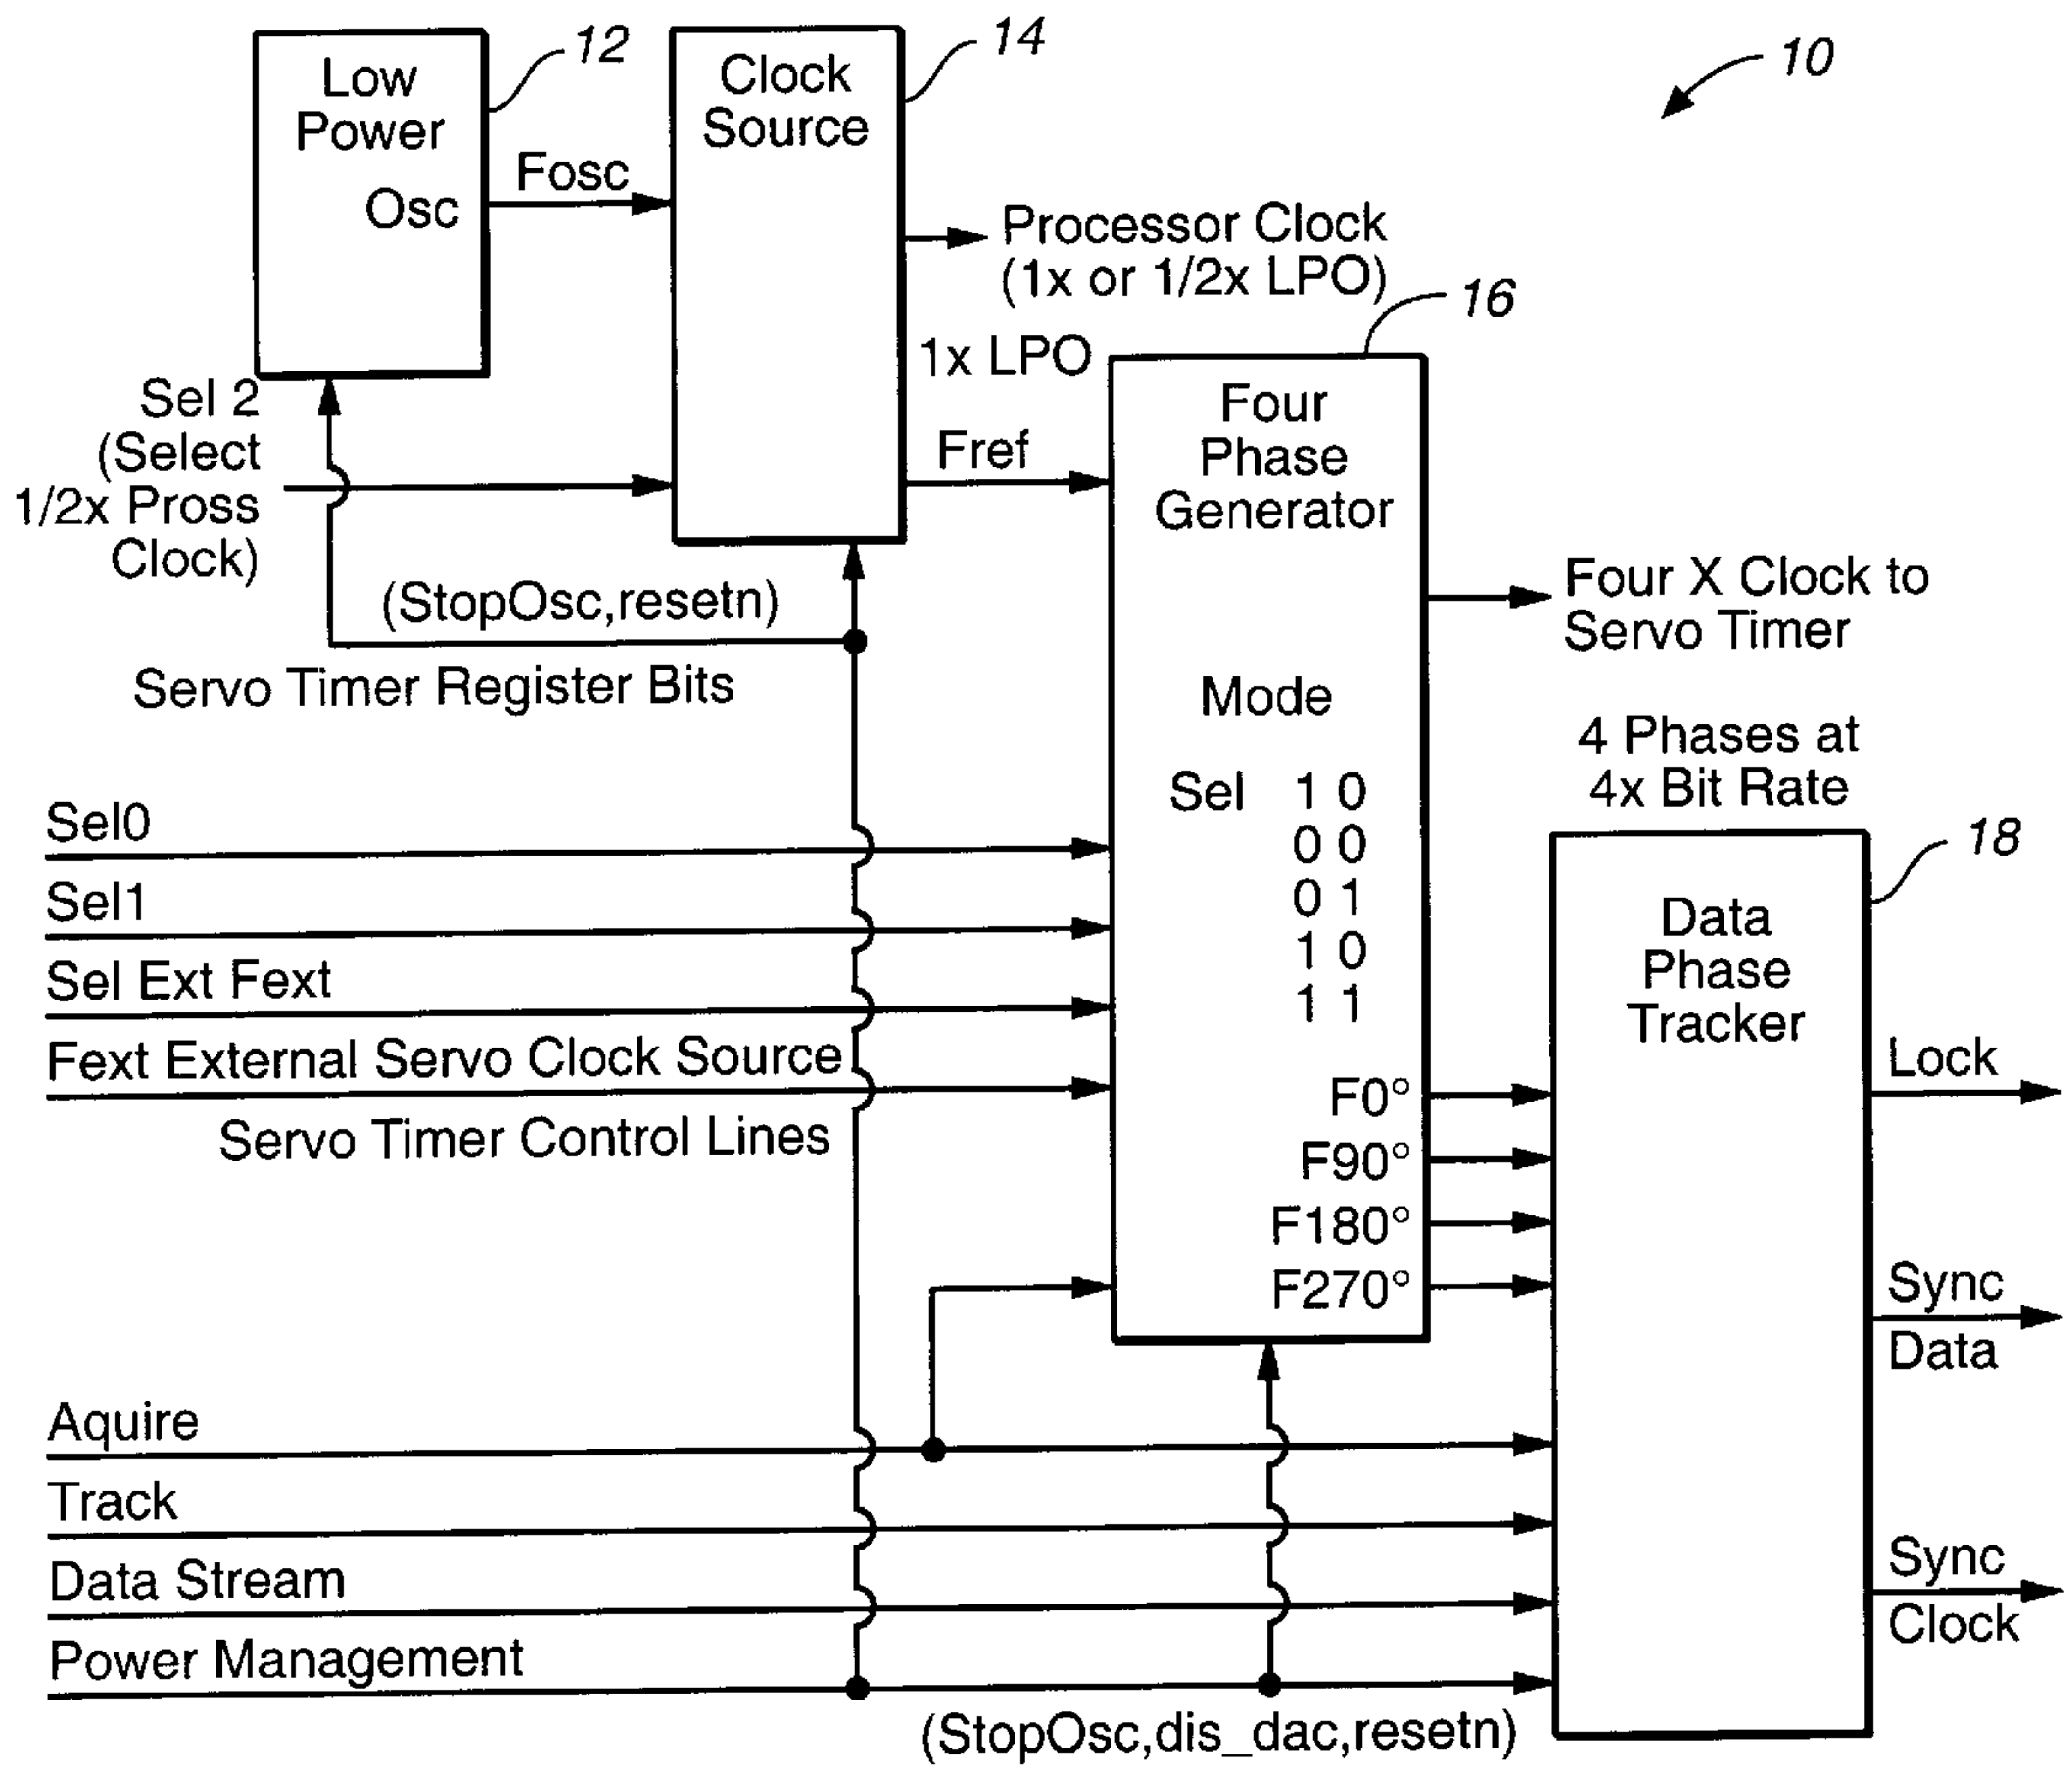 12
14
10
Low
Power
Osc
Clock
Source
Fosc
Processor Clock
(1x or 1/2x LPO)
16
1x LPO
Sel 2
(Select
1/2x Pross
Clock)
Fref
Four
Phase
Generator
(StopOsc,resetn)
Servo Timer Register Bits
Four X Clock to
Servo Timer
Mode
Sel 1 0
0 0
0 1
1 0
1 1
4 Phases at
4x Bit Rate
18
Sel0
Sel1
Sel Ext Fext
Fext External Servo Clock Source
Servo Timer Control Lines
Data
Phase
Tracker
F0°
F90°
F180°
F270°
Lock
Sync
Data
Sync
Clock
Aquire
Track
Data Stream
Power Management
(StopOsc,dis_dac,resetn)